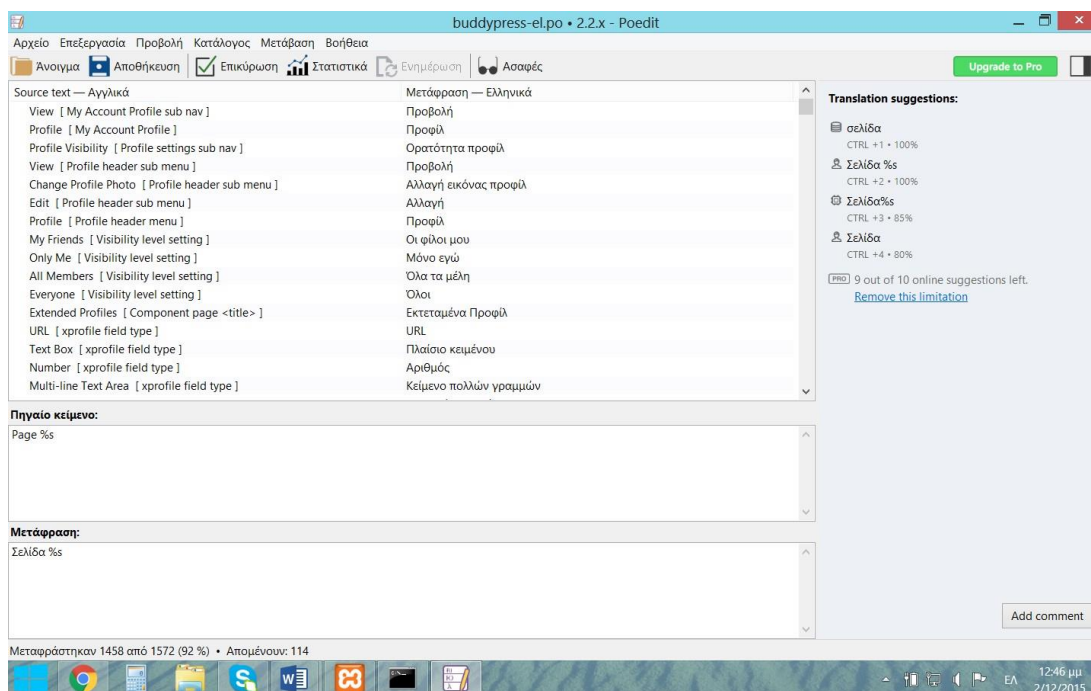 buddypress-el.po • 2.2.x - Poedit
Αρχείο Επεξεργασία Προβολή Κατάλογος Μετάβαση Βοήθεια
Άνοιγμα Αποθήκευση Επικύρωση Στατιστικά Ενημέρωση Ασαφές Upgrade to Pro
Source text — Αγγλικά Μετάφραση — Ελληνικά
View [ My Account Profile sub nav ] Προβολή
Profile [ My Account Profile ] Προφίλ
Profile Visibility [ Profile settings sub nav ] Ορατότητα προφίλ
View [ Profile header sub menu ] Προβολή
Change Profile Photo [ Profile header sub menu ] Αλλαγή εικόνας προφίλ
Edit [ Profile header sub menu ] Αλλαγή
Profile [ Profile header menu ] Προφίλ
My Friends [ Visibility level setting ] Οι φίλοι μου
Only Me [ Visibility level setting ] Μόνο εγώ
All Members [ Visibility level setting ] Όλα τα μέλη
Everyone [ Visibility level setting ] Όλοι
Extended Profiles [ Component page <title> ] Εκτεταμένα Προφίλ
URL [ xprofile field type ] URL
Text Box [ xprofile field type ] Πλαίσιο κειμένου
Number [ xprofile field type ] Αριθμός
Multi-line Text Area [ xprofile field type ] Κείμενο πολλών γραμμών
Πηγαίο κείμενο:
Page %s
Μετάφραση:
Σελίδα %s
Translation suggestions:
σελίδα
CTRL +1 • 100%
Σελίδα %s
CTRL +2 • 100%
Σελίδα%s
CTRL +3 • 85%
Σελίδα
CTRL +4 • 80%
PRO 9 out of 10 online suggestions left.
Remove this limitation
Add comment
Μεταφράστηκαν 1458 από 1572 (92 %) • Απομένουν: 114
ΕΛ 12:46 μμ
2/12/2015